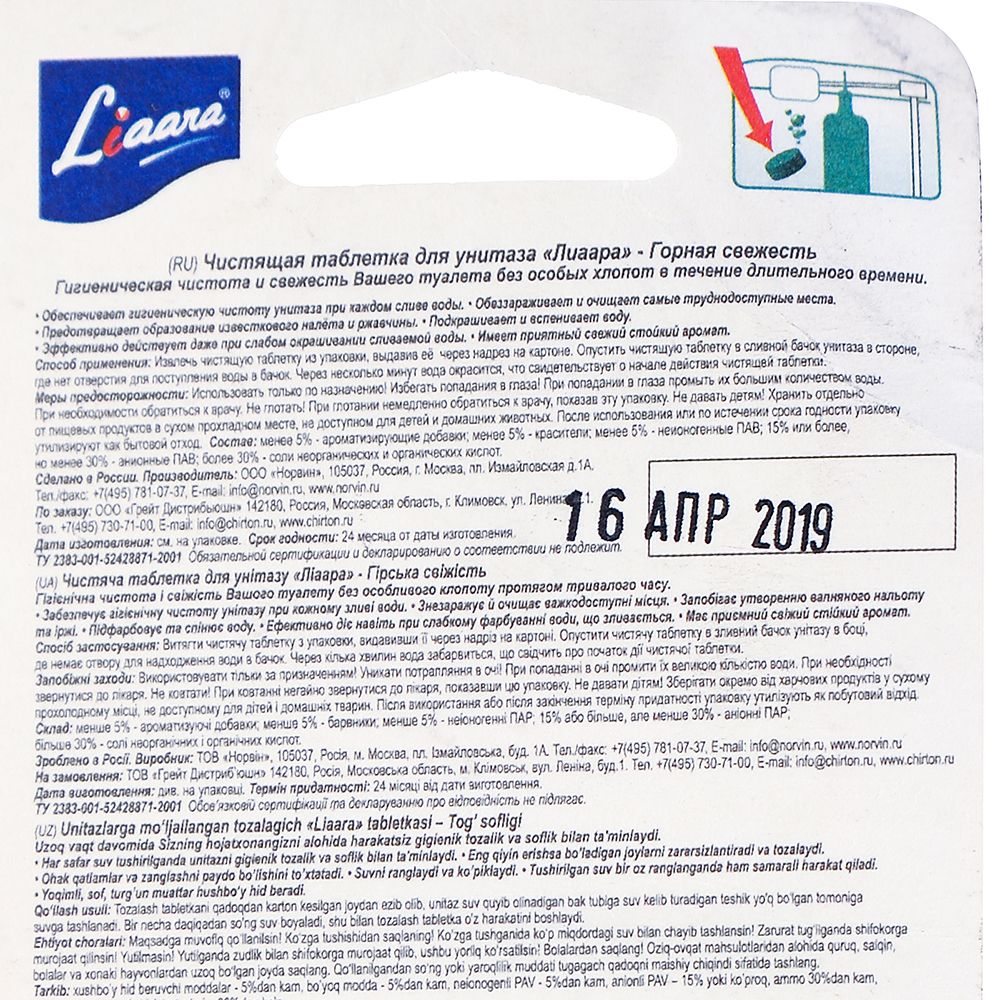 Liaara®
(RU) Чистящая таблетка для унитаза «Лиаара» - Горная свежесть
Гигиеническая чистота и свежесть Вашего туалета без особых хлопот в течение длительного времени.
• Обеспечивает гигиеническую чистоту унитаза при каждом сливе воды. • Обеззараживает и очищает самые труднодоступные места.
• Предотвращает образование известкового налёта и ржавчины. • Подкрашивает и вспенивает воду.
• Эффективно действует даже при слабом окрашивании сливаемой воды. • Имеет приятный свежий стойкий аромат.
Способ применения: Извлечь чистящую таблетку из упаковки, выдавив её через надрез на картоне. Опустить чистящую таблетку в сливной бачок унитаза в стороне,
где нет отверстия для поступления воды в бачок. Через несколько минут вода окрасится, что свидетельствует о начале действия чистящей таблетки.
Меры предосторожности: Использовать только по назначению! Избегать попадания в глаза! При попадании в глаза промыть их большим количеством воды.
При необходимости обратиться к врачу. Не глотать! При глотании немедленно обратиться к врачу, показав эту упаковку. Не давать детям! Хранить отдельно
от пищевых продуктов в сухом прохладном месте, не доступном для детей и домашних животных. После использования или по истечении срока годности упаковку
утилизируют как бытовой отход. Состав: менее 5% - ароматизирующие добавки; менее 5% - красители; менее 5% - неионогенные ПАВ; 15% или более,
но менее 30% - анионные ПАВ; более 30% - соли неорганических и органических кислот.
Сделано в России. Производитель: ООО «Норвин», 105037, Россия, г. Москва, пл. Измайловская д.1А.
Тел./факс: +7(495) 781-07-37, E-mail: info@norvin.ru, www.norvin.ru
По заказу: ООО «Грейт Дистрибьюшн» 142180, Россия, Московская область, г. Климовск, ул. Ленина д.1.
Тел. +7(495) 730-71-00, E-mail: info@chirton.ru, www.chirton.ru
16 АПР 2019
Дата изготовления: см. на упаковке. Срок годности: 24 месяца от даты изготовления.
ТУ 2383-001-52428871-2001 Обязательной сертификации и декларированию о соответствии не подлежит.
(UA) Чистяча таблетка для унітазу «Ліаара» - Гірська свіжість
Гігієнічна чистота і свіжість Вашого туалету без особливого клопоту протягом тривалого часу.
• Забезпечує гігієнічну чистоту унітазу при кожному зливі води. • Знезаражує й очищає важкодоступні місця. • Запобігає утворенню вапняного нальоту
та іржі. • Підфарбовує та спінює воду. • Ефективно діє навіть при слабкому фарбуванні води, що зливається. • Має приємний свіжий стійкий аромат.
Спосіб застосування: Витягти чистячу таблетку з упаковки, видавивши її через надріз на картоні. Опустити чистячу таблетку в зливний бачок унітазу в боці,
де немає отвору для надходження води в бачок. Через кілька хвилин вода забарвиться, що свідчить про початок дії чистячої таблетки.
Запобіжні заходи: Використовувати тільки за призначенням! Уникати потрапляння в очі! При попаданні в очі промити їх великою кількістю води. При необхідності
звернутися до лікаря. Не ковтати! При ковтанні негайно звернутися до лікаря, показавши цю упаковку. Не давати дітям! Зберігати окремо від харчових продуктів у сухому
прохолодному місці, не доступному для дітей і домашніх тварин. Після використання або після закінчення терміну придатності упаковку утилізують як побутовий відхід.
Склад: менше 5% - ароматизуючі добавки; менше 5% - барвники; менше 5% - неіоногенні ПАР; 15% або більше, але менше 30% - аніонні ПАР;
більше 30% - солі неорганічних і органічних кислот.
Зроблено в Росії. Виробник: ТОВ «Норвін», 105037, Росія, м. Москва, пл. Ізмайловська, буд. 1А. Тел./факс: +7(495) 781-07-37, E-mail: info@norvin.ru, www.norvin.ru
На замовлення: ТОВ «Грейт Дистриб'юшн» 142180, Росія, Московська область, м. Клімовськ, вул. Леніна, буд.1. Тел. +7(495) 730-71-00, E-mail: info@chirton.ru, www.chirton.ru
Дата виготовлення: див. на упаковці. Термін придатності: 24 місяці від дати виготовлення.
ТУ 2383-001-52428871-2001 Обов'язковій сертифікації та декларуванню про відповідність не підлягає.
(UZ) Unitazlarga mo'ljallangan tozalagich «Liaara» tabletkasi – Tog' sofligi
Uzoq vaqt davomida Sizning hojatxonangizni alohida harakatsiz gigienik tozalik va soflik bilan ta'minlaydi.
• Har safar suv tushirilganda unitazni gigienik tozalik va soflik bilan ta'minlaydi. • Eng qiyin erishsa bo'ladigan joylarni zararsizlantiradi va tozalaydi.
• Ohak qatlamlar va zanglashni paydo bo'lishini to'xtatadi. • Suvni ranglaydi va ko'piklaydi. • Tushirilgan suv bir oz ranglanganda ham samarali harakat qiladi.
• Yoqimli, sof, turg'un muattar hushbo'y hid beradi.
Qo'llash usuli: Tozalash tabletkani qadoqdan karton kesilgan joydan ezib olib, unitaz suv quyib olinadigan bak tubiga suv kelib turadigan teshik yo'q bo'lgan tomoniga
suvga tashlanadi. Bir necha daqiqadan so'ng suv boyaladi, shu bilan tozalash tabletka o'z harakatini boshlaydi.
Ehtiyot choralari: Maqsadga muvofiq qo'llanilsin! Ko'zga tushishidan saqlaning! Ko'zga tushganida ko'p miqdordagi suv bilan chayib tashlansin! Zarurat tug'ilganda shifokorga
murojaat qilinsin! Yutilmasin! Yutilganda zudlik bilan shifokorga murojaat qilib, ushbu yorliq ko'rsatilsin! Bolalardan saqlang! Oziq-ovqat mahsulotlaridan alohida quruq, salqin,
bolalar va xonaki hayvonlardan uzoq bo'lgan joyda saqlang. Qo'llanilgandan so'ng yoki yaroqlilik muddati tugagach qadoqni maishiy chiqindi sifatida tashlang.
Tarkib: xushbo'y hid beruvchi moddalar - 5%dan kam, bo'yoq modda - 5%dan kam, neionogenli PAV - 5%dan kam, anionli PAV – 15% yoki ko'proq, ammo 30%dan kam,